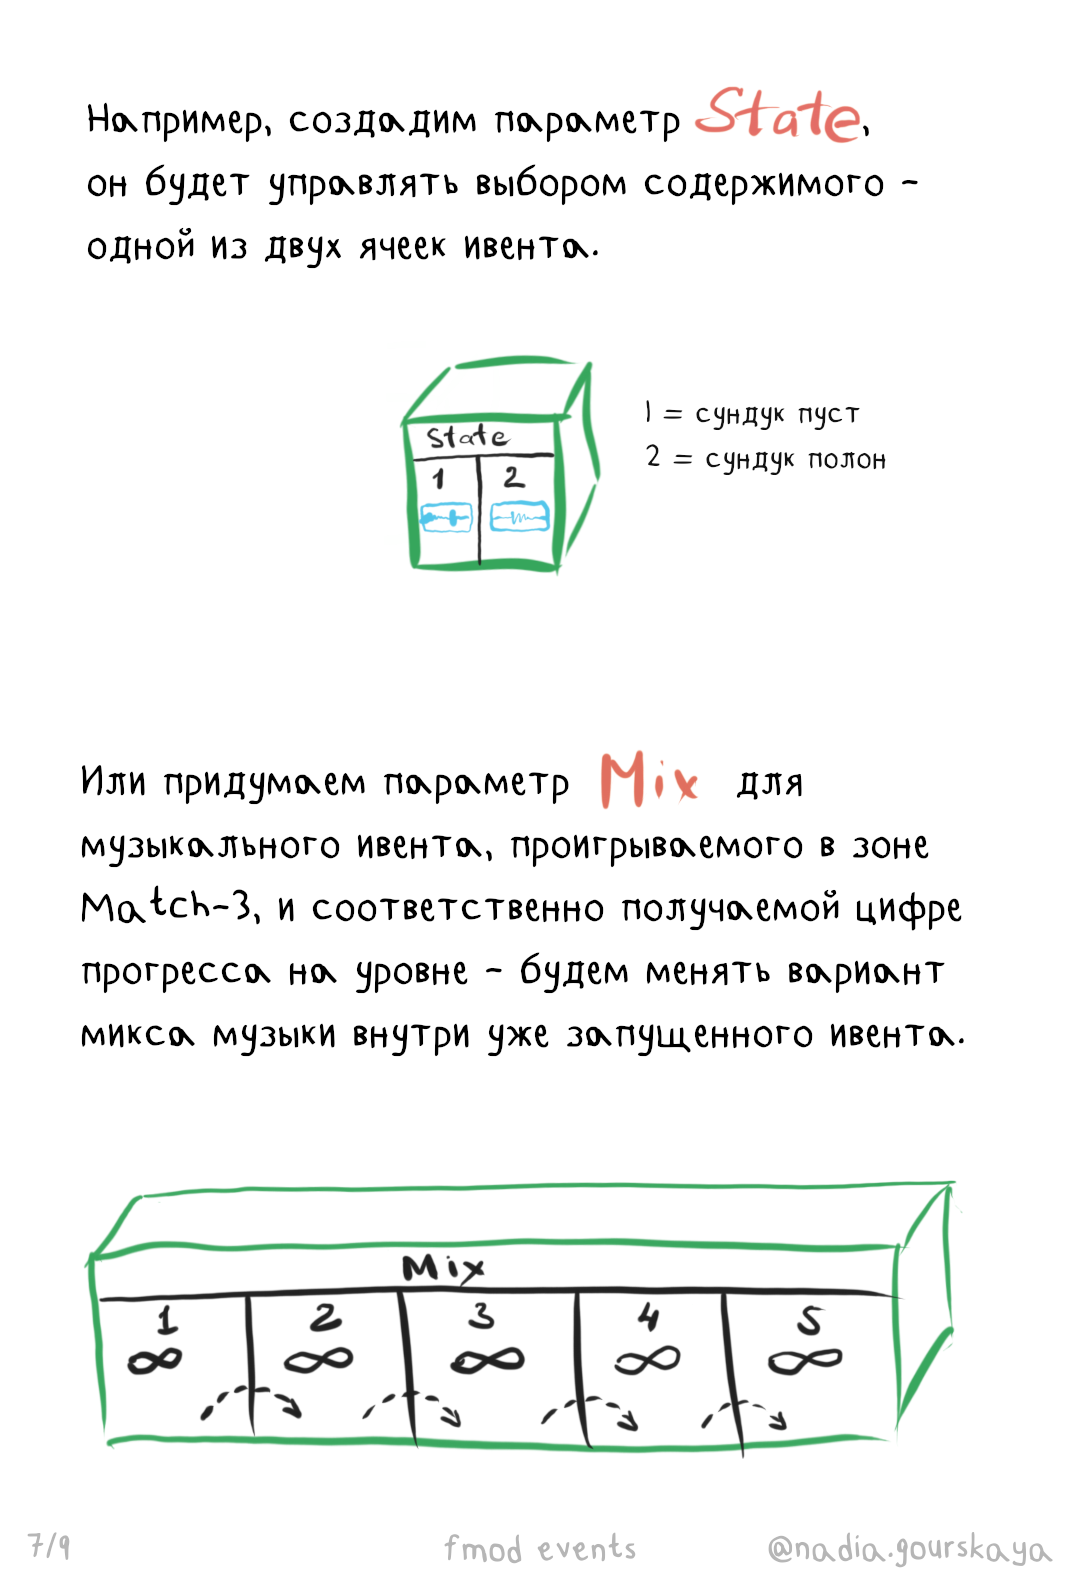 Например, создадим параметр State,
он будет управлять выбором содержимого -
одной из двух ячеек ивента.
State
1 2
1 = сундук пуст
2 = сундук полон
Или придумаем параметр Mix для
музыкального ивента, проигрываемого в зоне
Match-3, и соответственно получаемой цифре
прогресса на уровне - будем менять вариант
микса музыки внутри уже запущенного ивента.
Mix
1 2 3 4 5
∞ ∞ ∞ ∞ ∞
7/9 fmod events @nadia.gourskaya